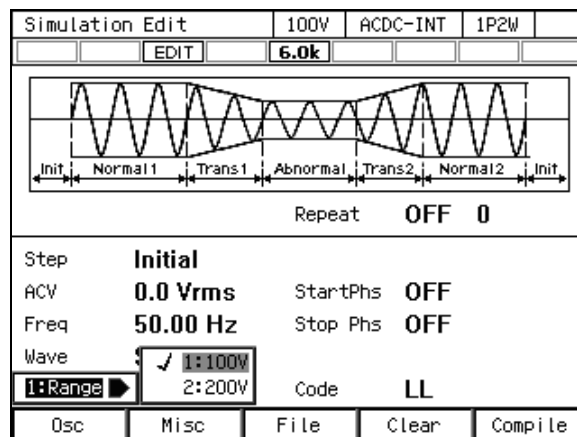 Simulation Edit 100V ACDC-INT 1P2W
EDIT 6.0k
Init Normal1 Trans1 Abnormal Trans2 Normal2 Init
Repeat OFF 0
Step Initial
ACV 0.0 Vrms StartPhs OFF
Freq 50.00 Hz Stop Phs OFF
Wave ✓ 1:100V
1:Range 2:200V Code LL
Osc Misc File Clear Compile